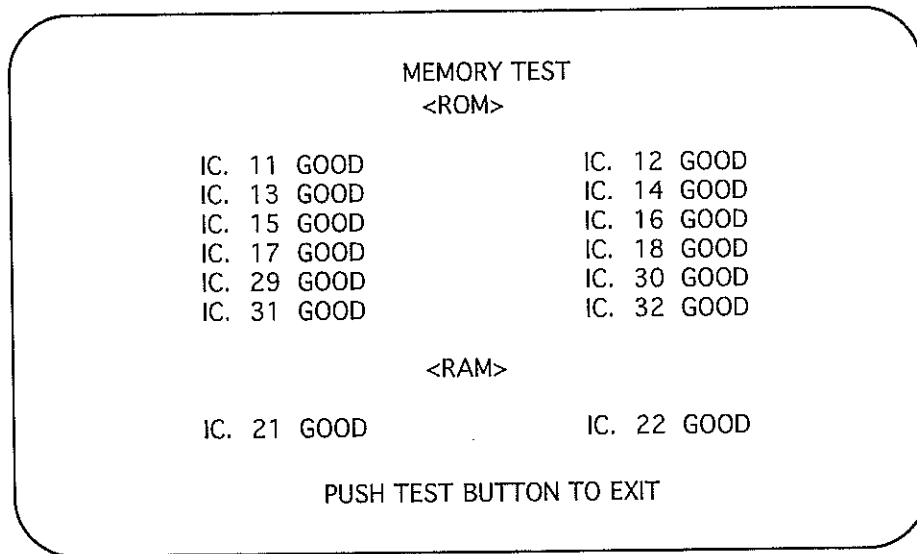 MEMORY TEST
<ROM>
IC. 11 GOOD IC. 12 GOOD
IC. 13 GOOD IC. 14 GOOD
IC. 15 GOOD IC. 16 GOOD
IC. 17 GOOD IC. 18 GOOD
IC. 29 GOOD IC. 30 GOOD
IC. 31 GOOD IC. 32 GOOD
<RAM>
IC. 21 GOOD IC. 22 GOOD
PUSH TEST BUTTON TO EXIT